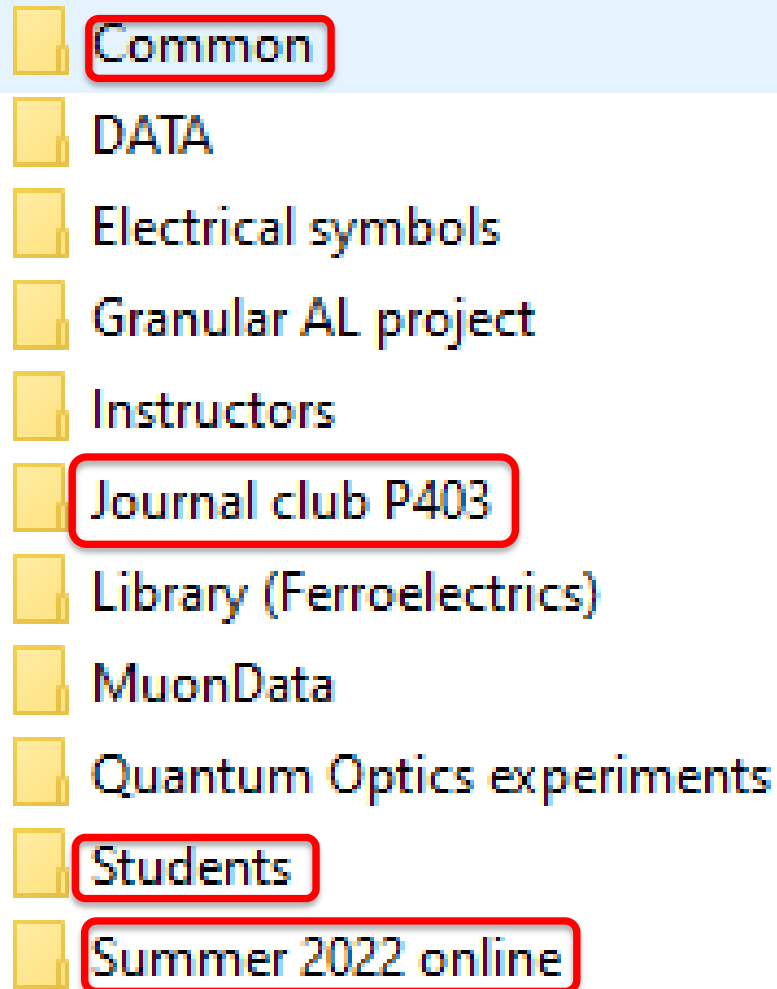 Common
DATA
Electrical symbols
Granular AL project
Instructors
Journal club P403
Library (Ferroelectrics)
MuonData
Quantum Optics experiments
Students
Summer 2022 online